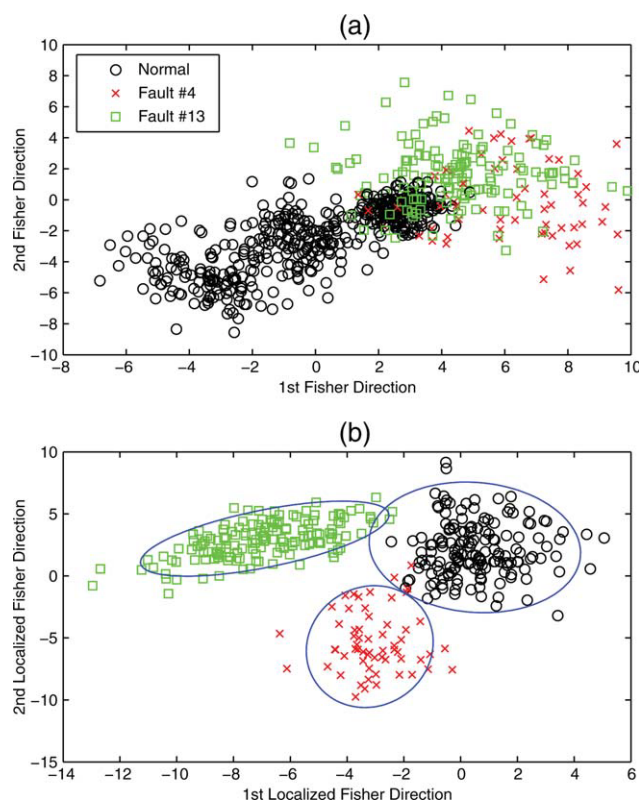 (a)
10
8
6
4
2
0
−2
−4
−6
−8
−10
2nd Fisher Direction
Normal
Fault #4
Fault #13
−8 −6 −4 −2 0 2 4 6 8 10
1st Fisher Direction
(b)
10
5
0
−5
−10
−15
2nd Localized Fisher Direction
−14 −12 −10 −8 −6 −4 −2 0 2 4 6
1st Localized Fisher Direction